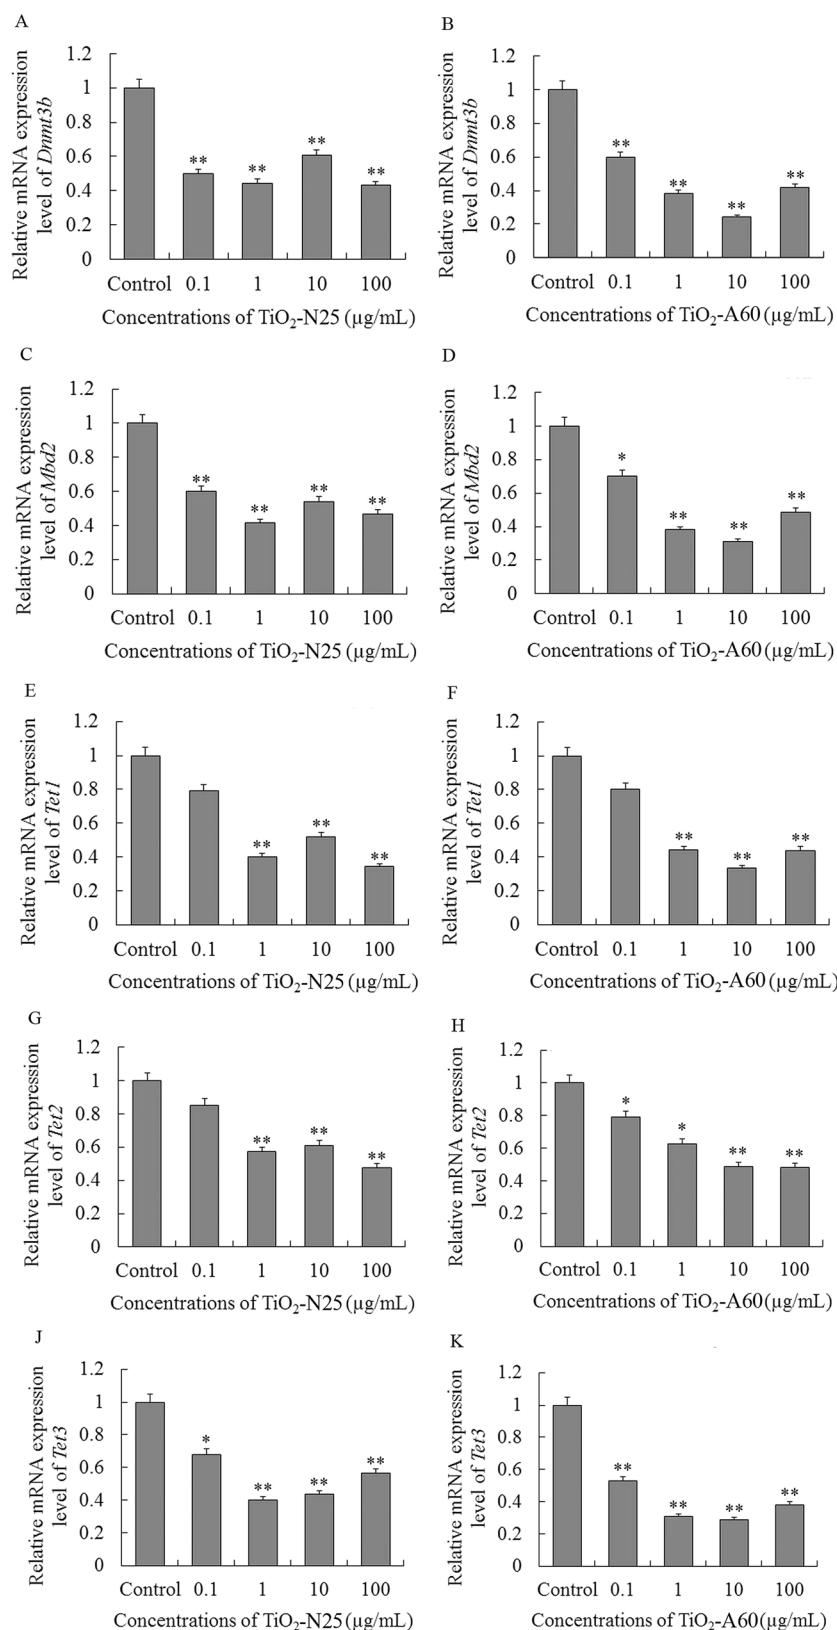 A
Relative mRNA expression
level of Dnmt3b
1.2
1
0.8
0.6
0.4
0.2
0
**
**
**
**
Control 0.1 1 10 100
Concentrations of TiO2-N25 (µg/mL)
B
Relative mRNA expression
level of Dnmt3b
1.2
1
0.8
0.6
0.4
0.2
0
**
**
**
**
Control 0.1 1 10 100
Concentrations of TiO2-A60 (µg/mL)
C
Relative mRNA expression
level of Mbd2
1.2
1
0.8
0.6
0.4
0.2
0
**
**
**
**
Control 0.1 1 10 100
Concentrations of TiO2-N25 (µg/mL)
D
Relative mRNA expression
level of Mbd2
1.2
1
0.8
0.6
0.4
0.2
0
*
**
**
**
Control 0.1 1 10 100
Concentrations of TiO2-A60 (µg/mL)
E
Relative mRNA expression
level of Tet1
1.2
1
0.8
0.6
0.4
0.2
0
**
**
**
Control 0.1 1 10 100
Concentrations of TiO2-N25 (µg/mL)
F
Relative mRNA expression
level of Tet1
1.2
1
0.8
0.6
0.4
0.2
0
**
**
**
Control 0.1 1 10 100
Concentrations of TiO2-A60 (µg/mL)
G
Relative mRNA expression
level of Tet2
1.2
1
0.8
0.6
0.4
0.2
0
**
**
**
Control 0.1 1 10 100
Concentrations of TiO2-N25 (µg/mL)
H
Relative mRNA expression
level of Tet2
1.2
1
0.8
0.6
0.4
0.2
0
*
*
**
**
Control 0.1 1 10 100
Concentrations of TiO2-A60(µg/mL)
J
Relative mRNA expression
level of Tet3
1.2
1
0.8
0.6
0.4
0.2
0
*
**
**
**
Control 0.1 1 10 100
Concentrations of TiO2-N25 (µg/mL)
K
Relative mRNA expression
level of Tet3
1.2
1
0.8
0.6
0.4
0.2
0
**
**
**
**
Control 0.1 1 10 100
Concentrations of TiO2-A60(µg/mL)